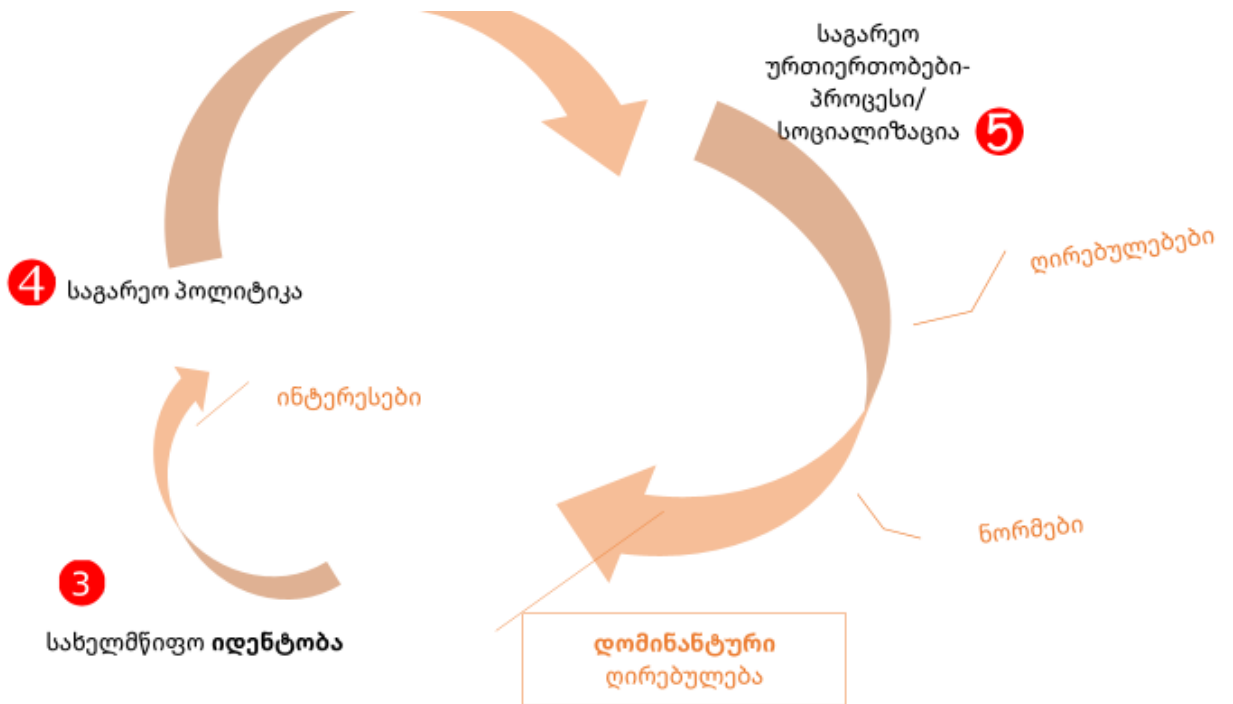 საგარეო
ურთიერთობები-
პროცესი/
სოციალიზაცია
5
ღირებულებები
4
საგარეო პოლიტიკა
ინტერესები
ნორმები
3
სახელმწიფო იდენტობა
დომინანტური
ღირებულება